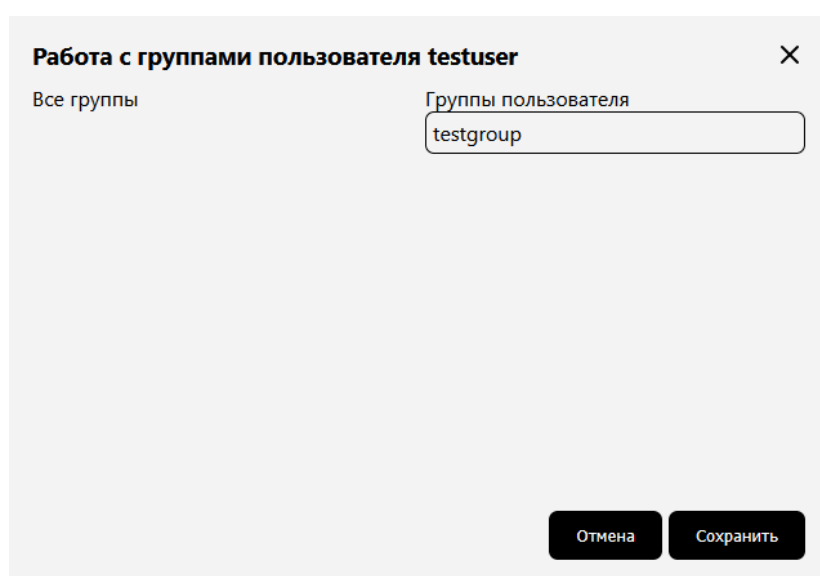 Работа с группами пользователя testuser
Все группы
Группы пользователя
testgroup
Отмена
Сохранить